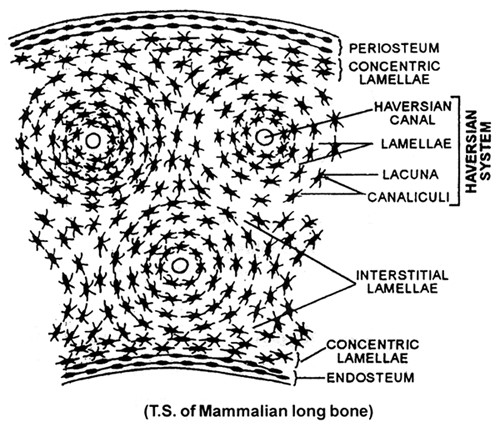 PERIOSTEUM
CONCENTRIC
LAMELLAE
HAVERSIAN
CANAL
LAMELLAE
LACUNA
CANALICULI
HAVERSIAN
SYSTEM
INTERSTITIAL
LAMELLAE
CONCENTRIC
LAMELLAE
ENDOSTEUM
(T.S. of Mammalian long bone)